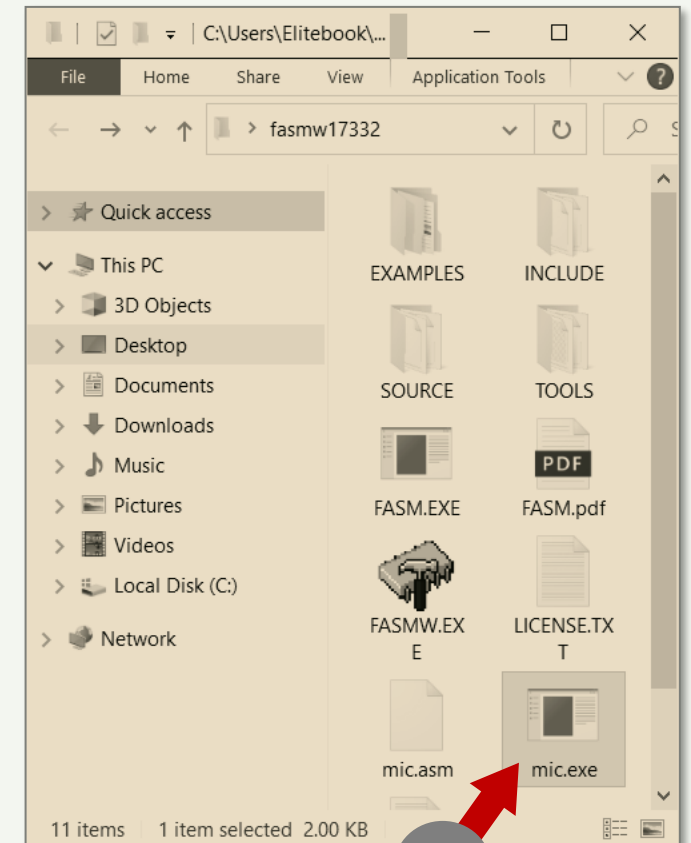 C:\Users\Elitebook\...
File Home Share View Application Tools
fasmw17332
Quick access
This PC
3D Objects
Desktop
Documents
Downloads
Music
Pictures
Videos
Local Disk (C:)
Network
EXAMPLES INCLUDE
SOURCE TOOLS
PDF
FASM.EXE FASM.pdf
FASMW.EX
E
LICENSE.TX
T
mic.asm mic.exe
11 items 1 item selected 2.00 KB